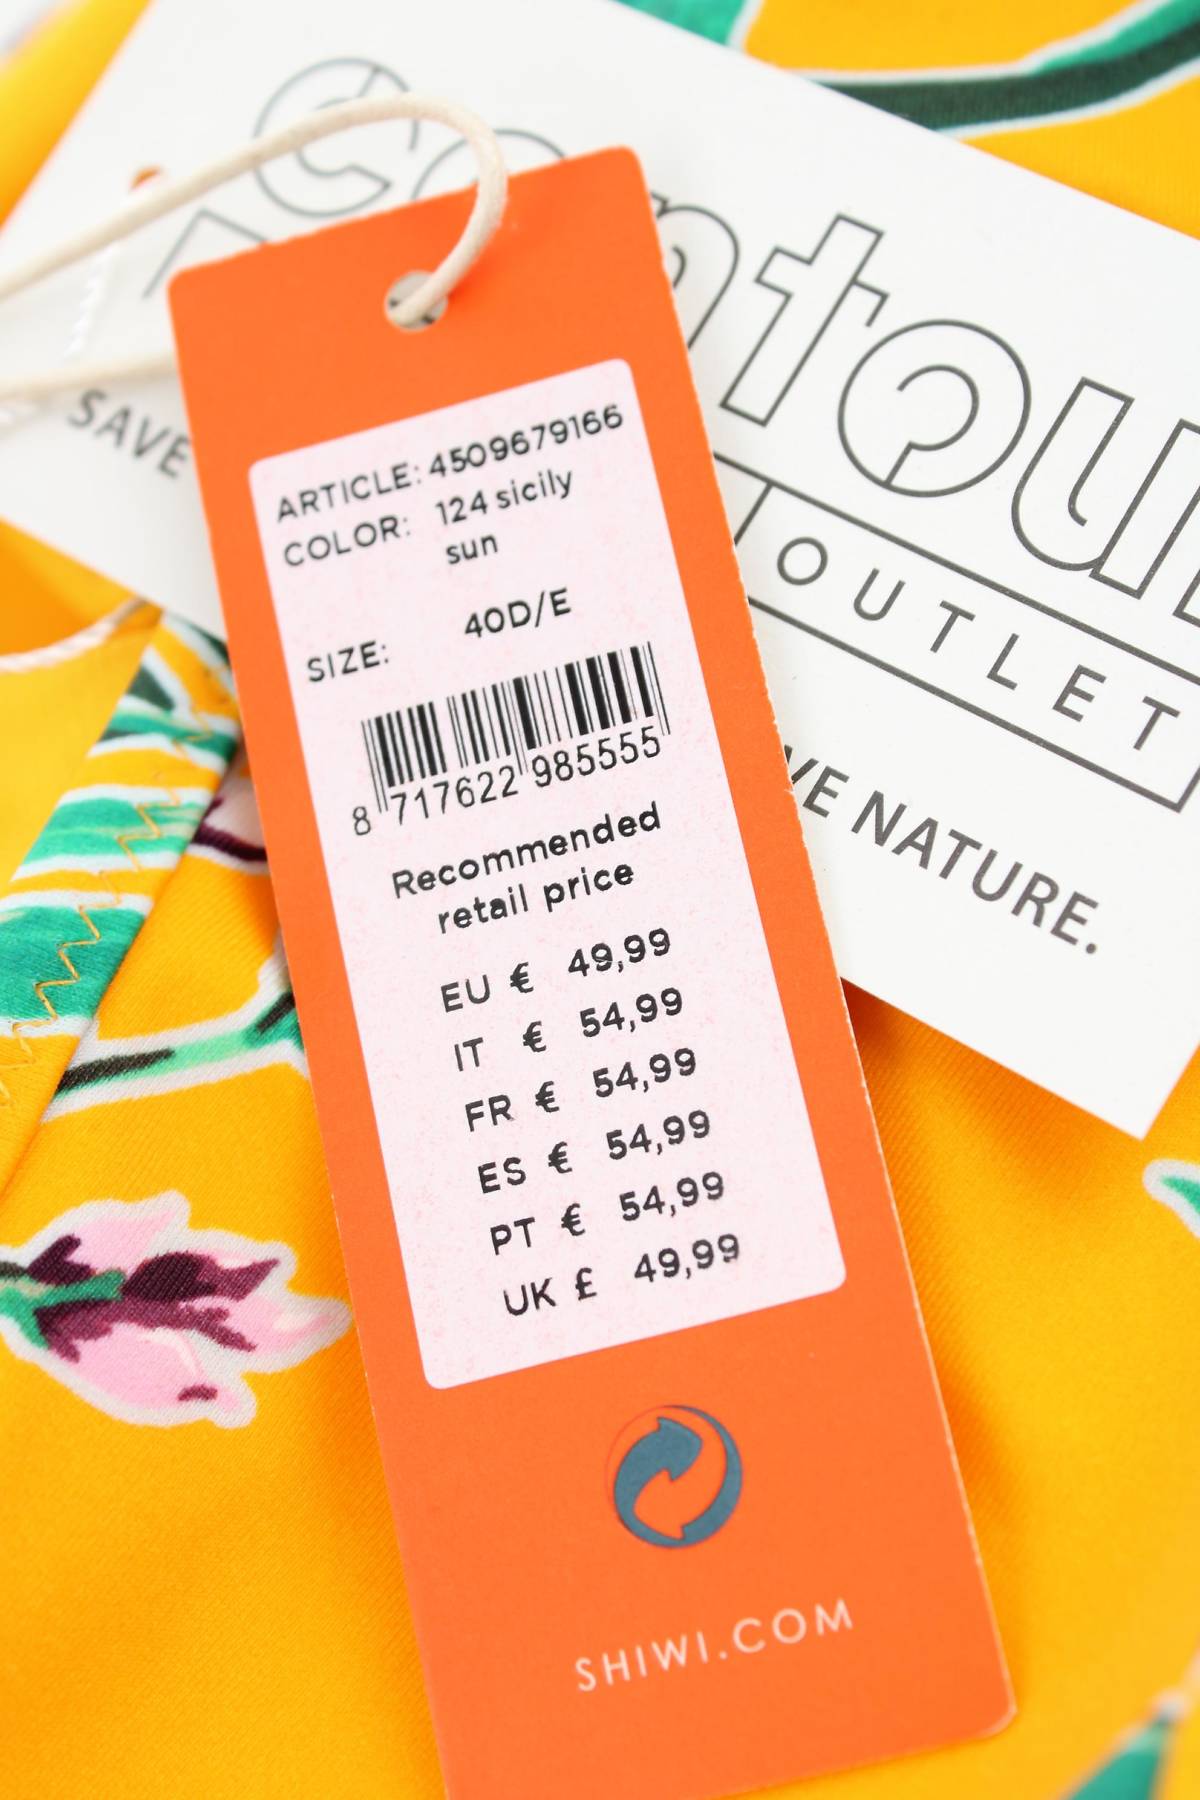 Contour
OUTLET
SAVE
NATURE.
ARTICLE: 4509679166
COLOR: 124 sicily
sun
SIZE: 40D/E
8 717622 985555
Recommended
retail price
EU € 49,99
IT € 54,99
FR € 54,99
ES € 54,99
PT € 54,99
UK £ 49,99
SHIWI.COM